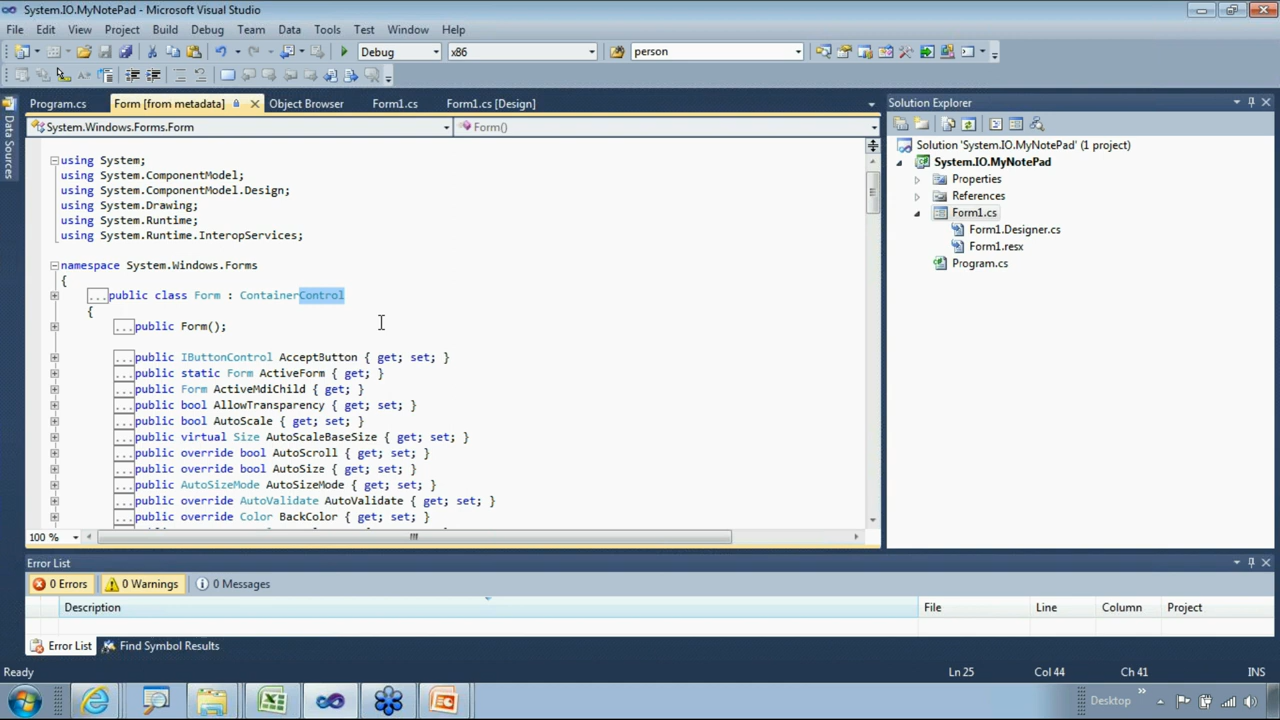 System.IO.MyNotePad - Microsoft Visual Studio
File Edit View Project Build Debug Team Data Tools Test Window Help
Debug x86 person
Program.cs Form [from metadata] Object Browser Form1.cs Form1.cs [Design]
System.Windows.Forms.Form Form()
Data Sources
using System;
using System.ComponentModel;
using System.ComponentModel.Design;
using System.Drawing;
using System.Runtime;
using System.Runtime.InteropServices;
namespace System.Windows.Forms
{
...public class Form : ContainerControl
{
...public Form();
...public IButtonControl AcceptButton { get; set; }
...public static Form ActiveForm { get; }
...public Form ActiveMdiChild { get; }
...public bool AllowTransparency { get; set; }
...public bool AutoScale { get; set; }
...public virtual Size AutoScaleBaseSize { get; set; }
...public override bool AutoScroll { get; set; }
...public override bool AutoSize { get; set; }
...public AutoSizeMode AutoSizeMode { get; set; }
...public override AutoValidate AutoValidate { get; set; }
...public override Color BackColor { get; set; }
100 %
Solution Explorer
Solution 'System.IO.MyNotePad' (1 project)
System.IO.MyNotePad
Properties
References
Form1.cs
Form1.Designer.cs
Form1.resx
Program.cs
Error List
0 Errors 0 Warnings 0 Messages
Description File Line Column Project
Error List Find Symbol Results
Ready Ln 25 Col 44 Ch 41 INS
Desktop